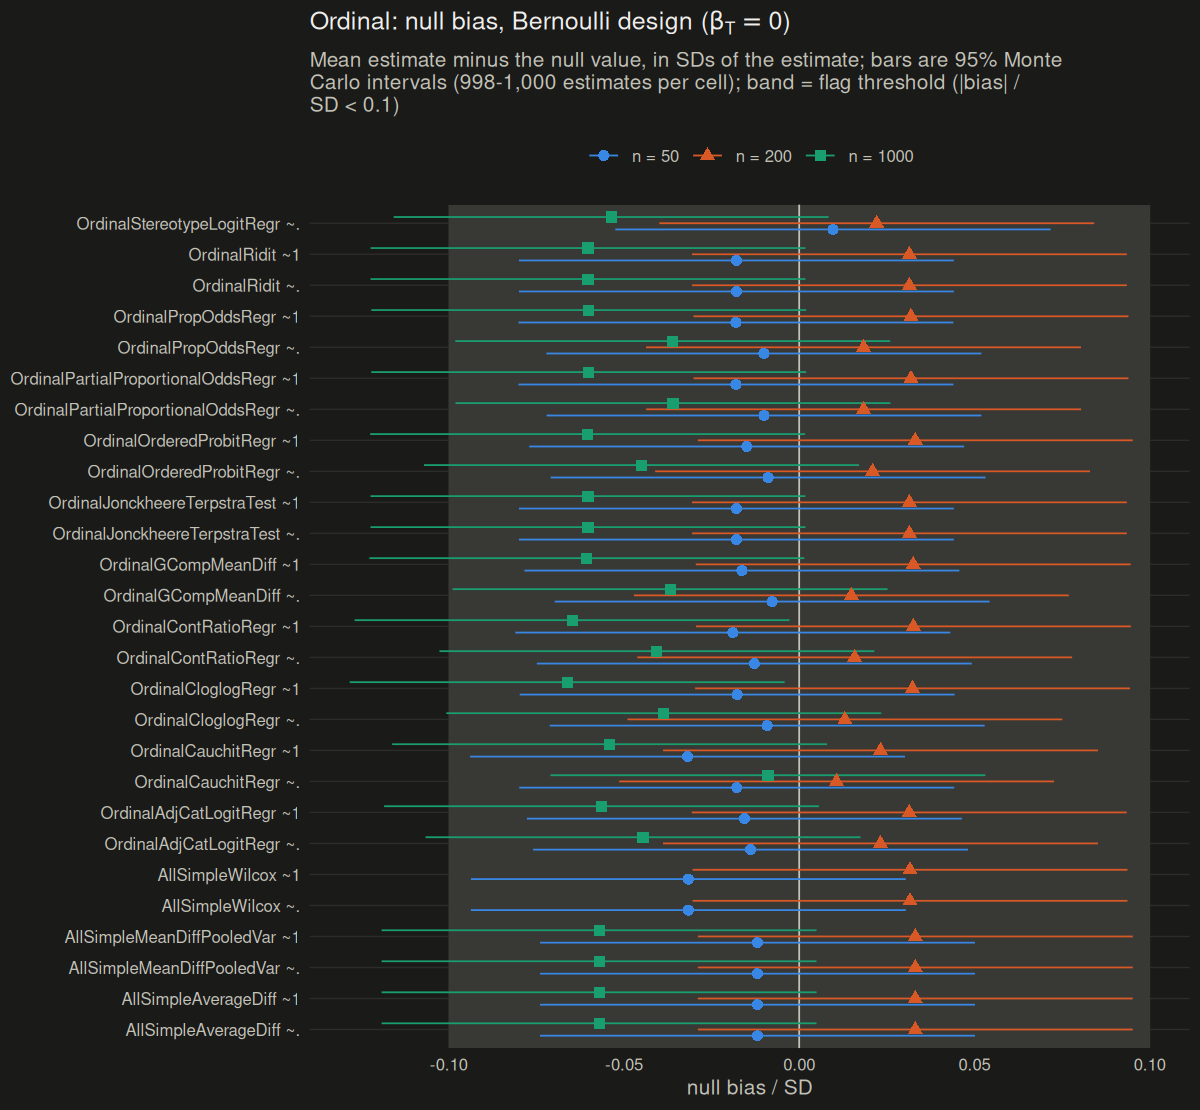 Ordinal: null bias, Bernoulli design (β_T = 0)
Mean estimate minus the null value, in SDs of the estimate; bars are 95% Monte
Carlo intervals (998-1,000 estimates per cell); band = flag threshold (|bias| /
SD < 0.1)
n = 50 n = 200 n = 1000
OrdinalStereotypeLogitRegr ~.
OrdinalRidit ~1
OrdinalRidit ~.
OrdinalPropOddsRegr ~1
OrdinalPropOddsRegr ~.
OrdinalPartialProportionalOddsRegr ~1
OrdinalPartialProportionalOddsRegr ~.
OrdinalOrderedProbitRegr ~1
OrdinalOrderedProbitRegr ~.
OrdinalJonckheereTerpstraTest ~1
OrdinalJonckheereTerpstraTest ~.
OrdinalGCompMeanDiff ~1
OrdinalGCompMeanDiff ~.
OrdinalContRatioRegr ~1
OrdinalContRatioRegr ~.
OrdinalCloglogRegr ~1
OrdinalCloglogRegr ~.
OrdinalCauchitRegr ~1
OrdinalCauchitRegr ~.
OrdinalAdjCatLogitRegr ~1
OrdinalAdjCatLogitRegr ~.
AllSimpleWilcox ~1
AllSimpleWilcox ~.
AllSimpleMeanDiffPooledVar ~1
AllSimpleMeanDiffPooledVar ~.
AllSimpleAverageDiff ~1
AllSimpleAverageDiff ~.
-0.10 -0.05 0.00 0.05 0.10
null bias / SD